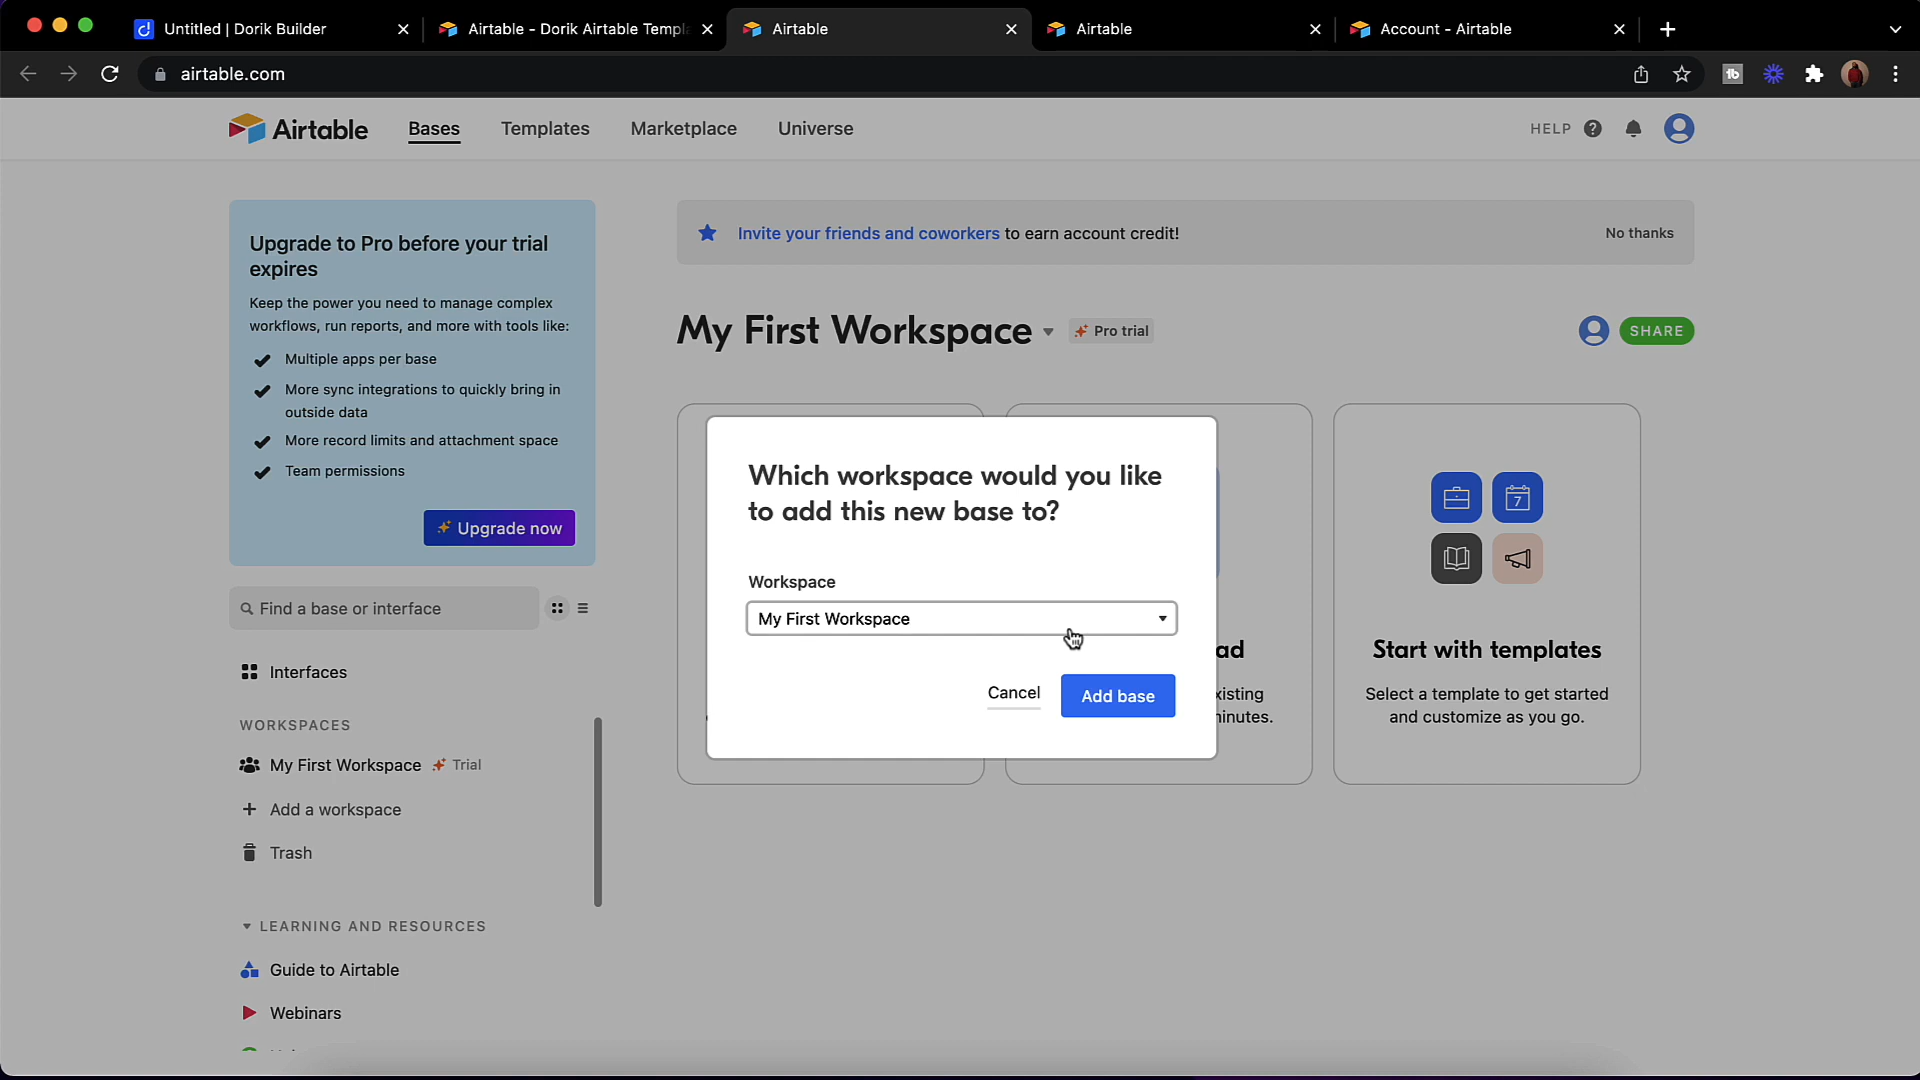 Untitled | Dorik Builder
Airtable - Dorik Airtable Templ
Airtable
Airtable
Account - Airtable
airtable.com
tb
Airtable
Bases
Templates
Marketplace
Universe
HELP
Upgrade to Pro before your trial
expires
Keep the power you need to manage complex
workflows, run reports, and more with tools like:
Multiple apps per base
More sync integrations to quickly bring in
outside data
More record limits and attachment space
Team permissions
Upgrade now
Invite your friends and coworkers to earn account credit!
No thanks
My First Workspace
Pro trial
SHARE
Which workspace would you like
to add this new base to?
Workspace
My First Workspace
Cancel
Add base
ad
xisting
inutes.
7
Start with templates
Select a template to get started
and customize as you go.
Find a base or interface
Interfaces
WORKSPACES
My First Workspace
Trial
Add a workspace
Trash
LEARNING AND RESOURCES
Guide to Airtable
Webinars